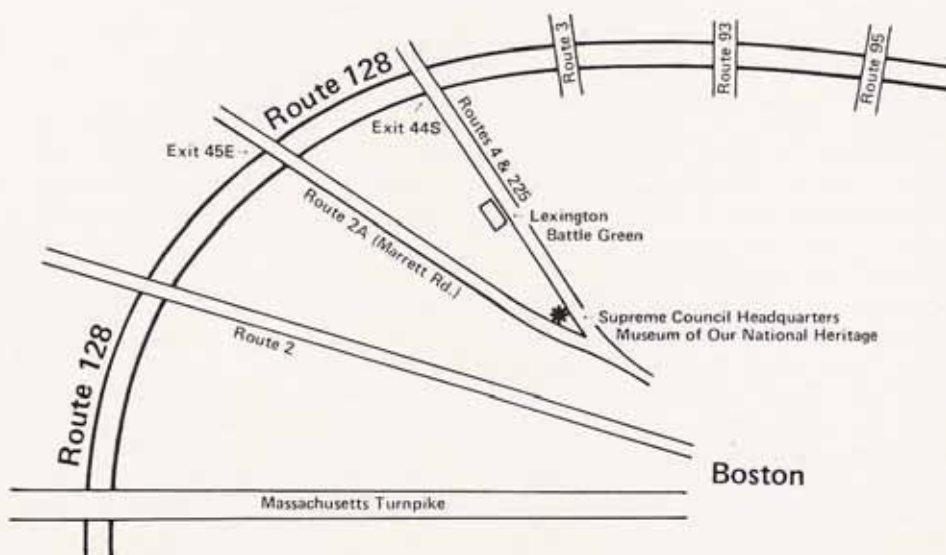 Route 3
Route 93
Route 95
Route 128
Exit 44S
Routes 4 & 225
Exit 45E
Route 2A (Marrett Rd.)
Lexington
Battle Green
Supreme Council Headquarters
Museum of Our National Heritage
Route 2
Route 128
Boston
Massachusetts Turnpike